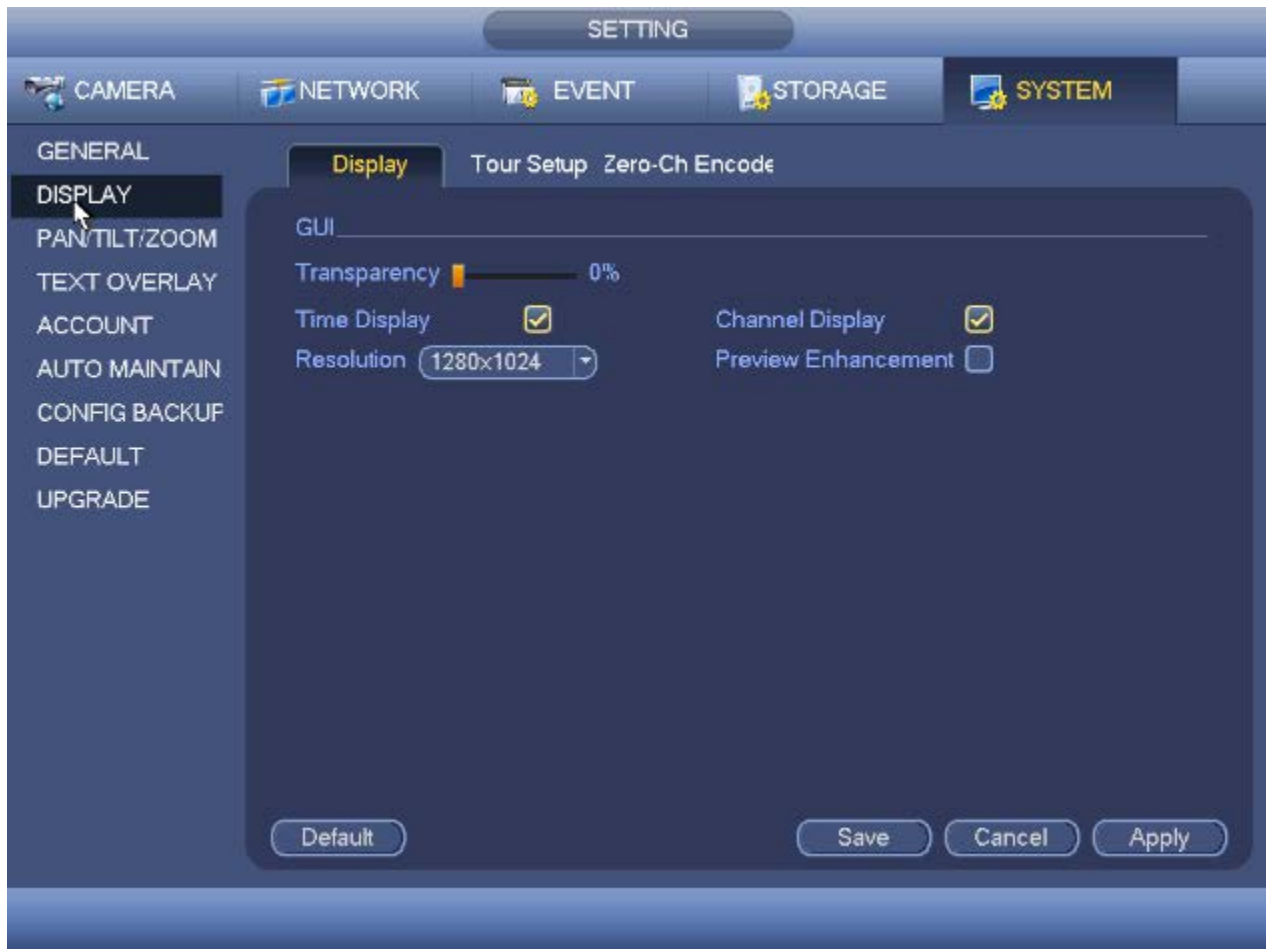 SETTING
CAMERA NETWORK EVENT STORAGE SYSTEM
GENERAL
DISPLAY
PAN/TILT/ZOOM
TEXT OVERLAY
ACCOUNT
AUTO MAINTAIN
CONFIG BACKUP
DEFAULT
UPGRADE
Display Tour Setup Zero-Ch Encode
GUI
Transparency 0%
Time Display Channel Display
Resolution 1280x1024 Preview Enhancement
Default Save Cancel Apply